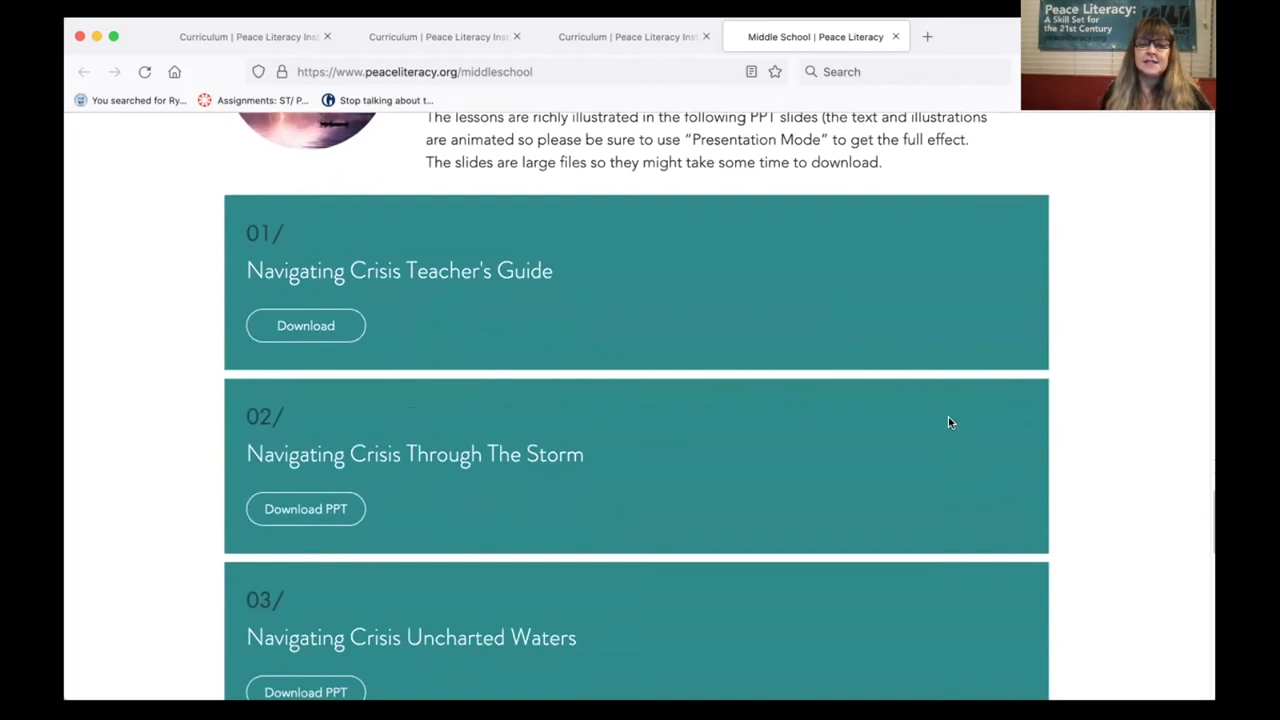 Curriculum | Peace Literacy Inst
Curriculum | Peace Literacy Inst
Curriculum | Peace Literacy Inst
Middle School | Peace Literacy
https://www.peaceliteracy.org/middleschool
Search
You searched for Ry...
Assignments: ST/ P...
Stop talking about t...
Peace Literacy:
A Skill Set for
the 21st Century
peaceliteracy.org
The lessons are richly illustrated in the following PPT slides (the text and illustrations
are animated so please be sure to use “Presentation Mode” to get the full effect.
The slides are large files so they might take some time to download.
01/
Navigating Crisis Teacher's Guide
Download
02/
Navigating Crisis Through The Storm
Download PPT
03/
Navigating Crisis Uncharted Waters
Download PPT